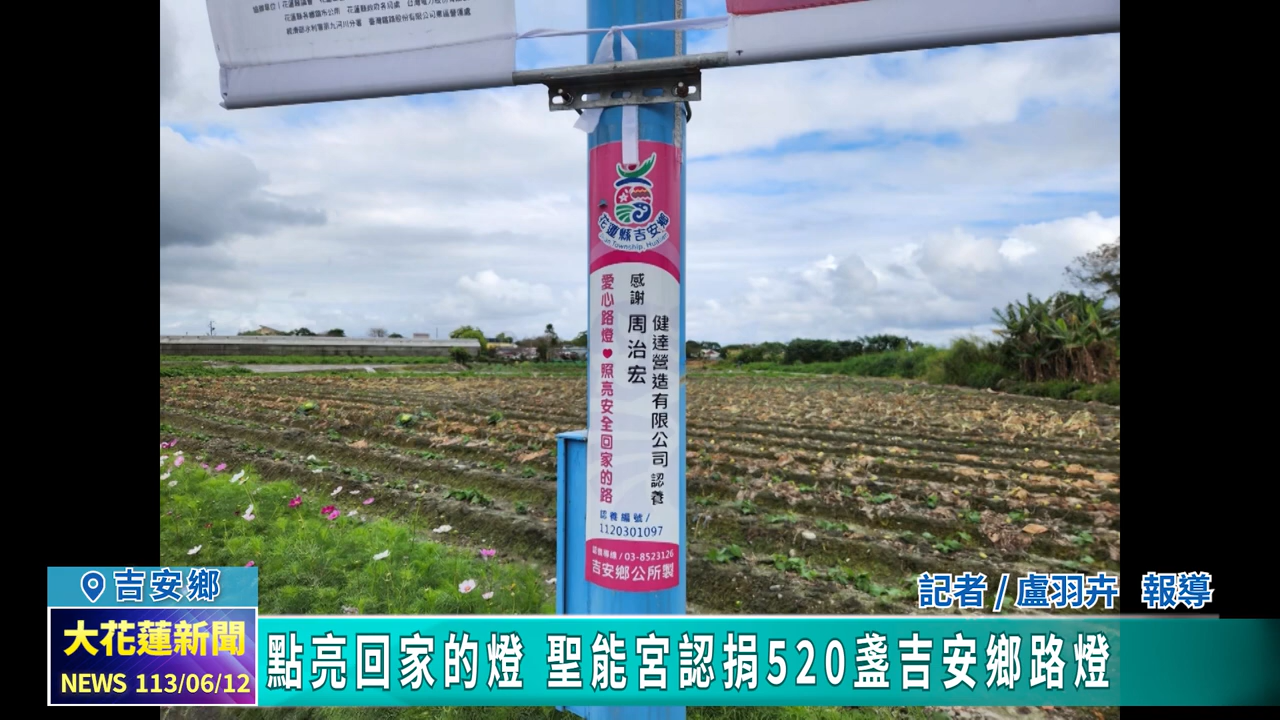 花蓮縣吉安鄉
Ji'an Township, Hualien
感謝 周治宏
健達營造有限公司 認養
愛心路燈♥照亮安全回家的路
認養編號/
1120301097
認養專線/03-8523126
吉安鄉公所製
吉安鄉
記者/盧羽卉 報導
大花蓮新聞
NEWS 113/06/12
點亮回家的燈 聖能宮認捐520盞吉安鄉路燈